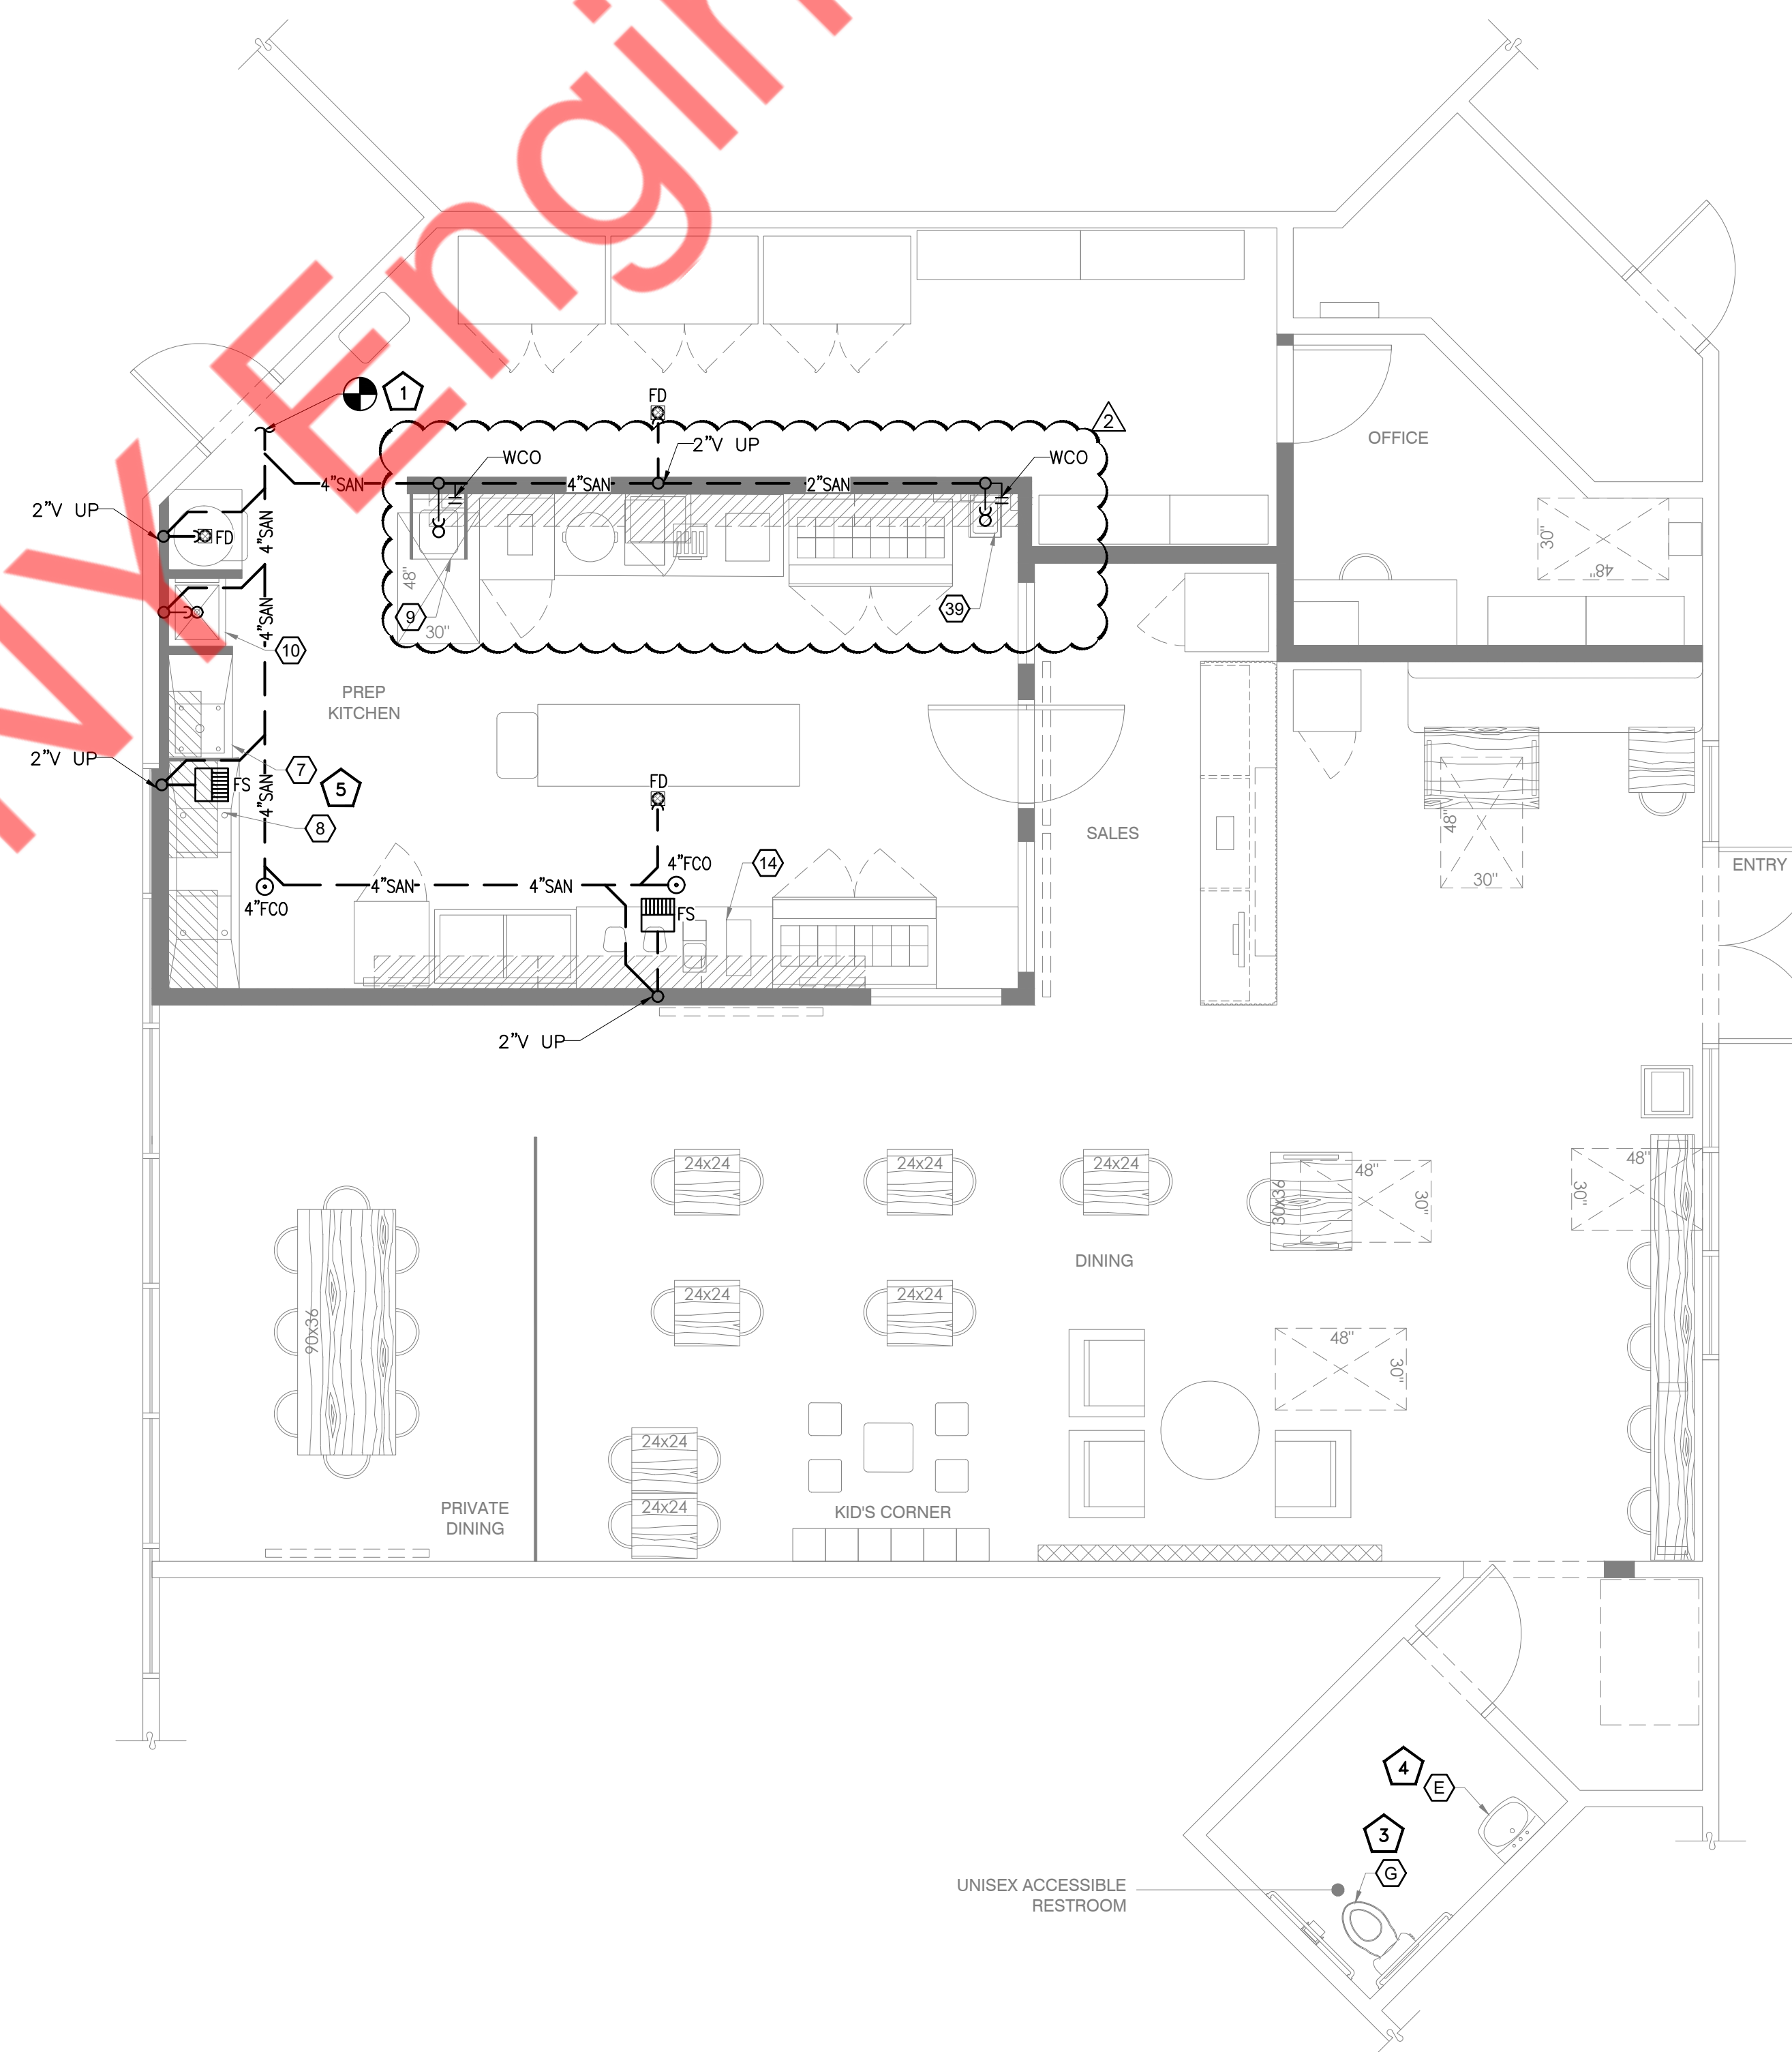 MY Engin
FD
1
2
2"V UP
WCO
WCO
OFFICE
4"SAN
4"SAN
2"SAN
2"V UP
FD
4"SAN
30"
48"
48"
9
39
30"
4"SAN
10
PREP
KITCHEN
2"V UP
7
FS
5
4"SAN
8
FD
SALES
48"
ENTRY
30"
4"FCO
14
4"SAN
4"SAN
4"FCO
FS
2"V UP
24x24
24x24
24x24
48"
30"
30x36
48"
30"
DINING
24x24
24x24
90x36
48"
30"
24x24
24x24
PRIVATE
DINING
KID'S CORNER
4
E
3
G
UNISEX ACCESSIBLE
RESTROOM